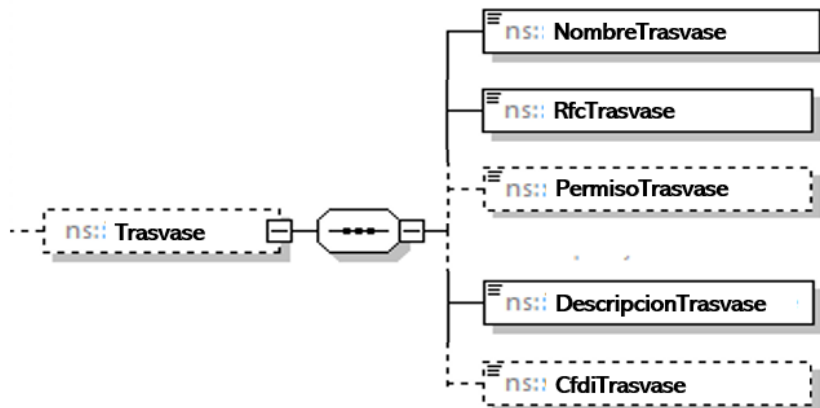 ns:: NombreTrasvase
ns:: RfcTrasvase
ns:: PermisoTrasvase
ns:: Trasvase
ns:: DescripcionTrasvase
ns:: CfdiTrasvase